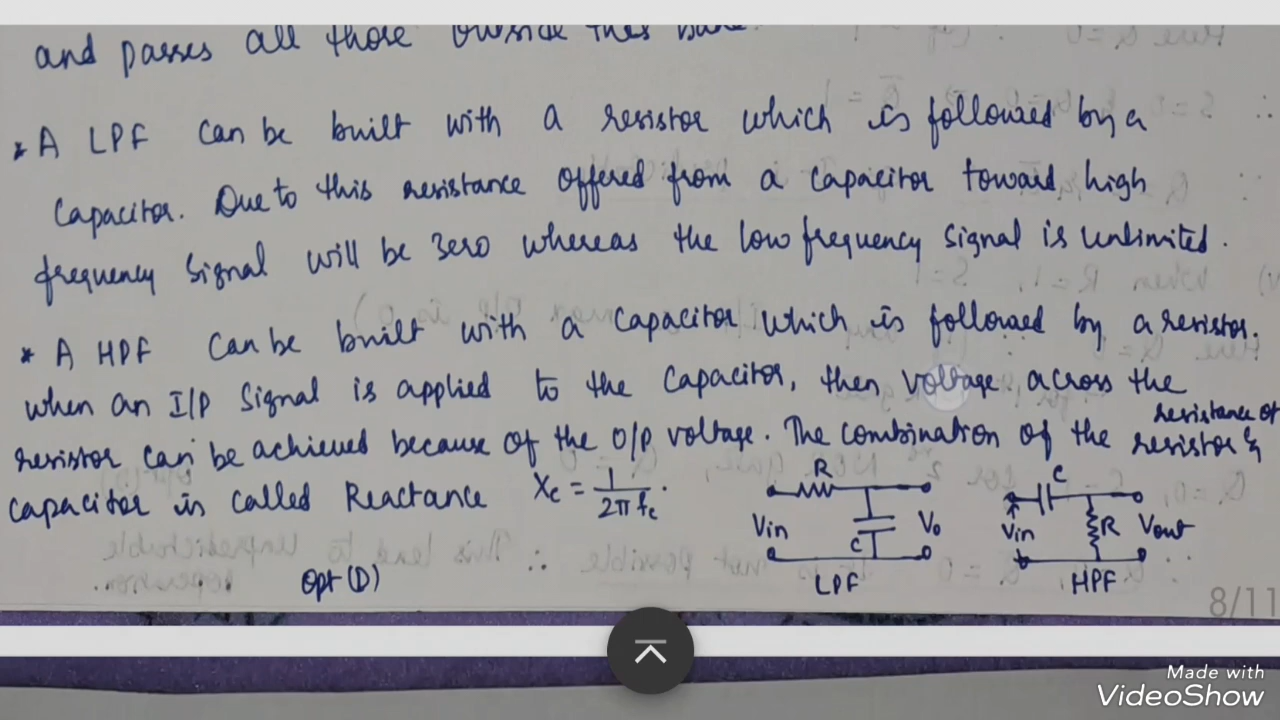 and passes all those outside this
* A LPF can be built with a resistor which is followed by a
Capacitor. Due to this resistance offered from a capacitor toward high
frequency signal will be zero whereas the low frequency signal is unlimited.
* A HPF can be built with a capacitor which is followed by a resistor.
when an I/P signal is applied to the capacitor, then voltage across the
resistance of
resistor can be achieved because of the O/P voltage. The combination of the resistor &
capacitor is called Reactance Xc = 1/2π fc.
R
Vin C Vo
LPF
C
Vin R Vout
HPF
Opt (D)
8/11
Made with
VideoShow